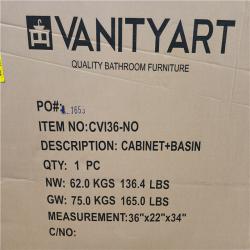 VANITYART
QUALITY BATHROOM FURNITURE
PO#: 1653
ITEM NO:CVI36-NO
DESCRIPTION: CABINET+BASIN
QTY: 1 PC
NW: 62.0 KGS 136.4 LBS
GW: 75.0 KGS 165.0 LBS
MEASUREMENT:36"x22"x34"
C/NO: